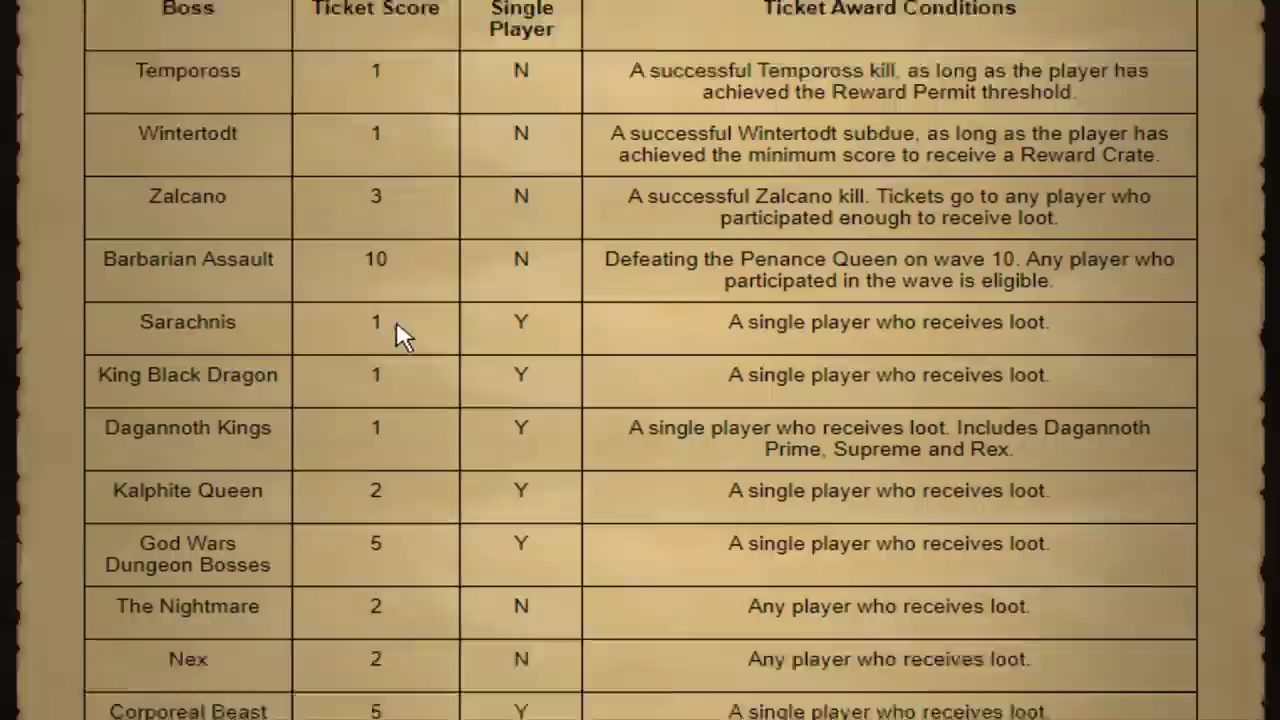 Boss Ticket Score Single Player Ticket Award Conditions
Tempoross 1 N A successful Tempoross kill, as long as the player has
achieved the Reward Permit threshold.
Wintertodt 1 N A successful Wintertodt subdue, as long as the player has
achieved the minimum score to receive a Reward Crate.
Zalcano 3 N A successful Zalcano kill. Tickets go to any player who
participated enough to receive loot.
Barbarian Assault 10 N Defeating the Penance Queen on wave 10. Any player who
participated in the wave is eligible.
Sarachnis 1 Y A single player who receives loot.
King Black Dragon 1 Y A single player who receives loot.
Dagannoth Kings 1 Y A single player who receives loot. Includes Dagannoth
Prime, Supreme and Rex.
Kalphite Queen 2 Y A single player who receives loot.
God Wars
Dungeon Bosses 5 Y A single player who receives loot.
The Nightmare 2 N Any player who receives loot.
Nex 2 N Any player who receives loot.
Corporeal Beast 5 Y A single player who receives loot.